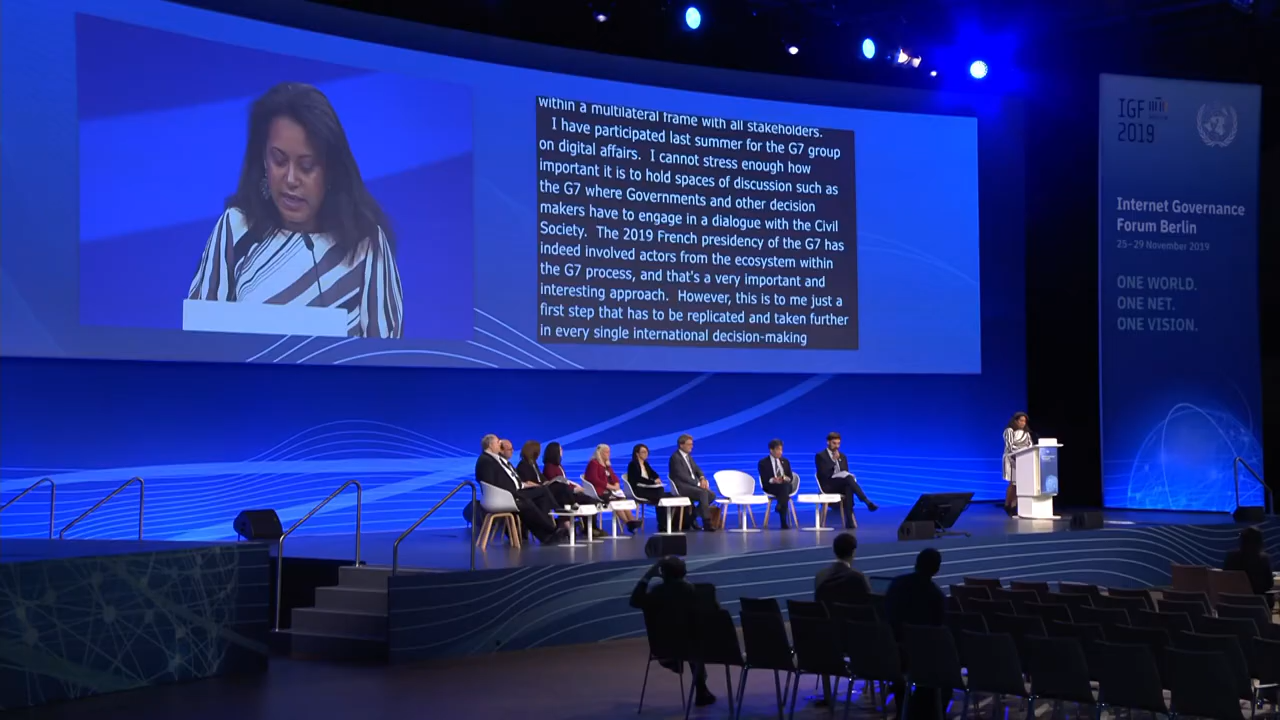 within a multilateral frame with all stakeholders.
I have participated last summer for the G7 group
on digital affairs.  I cannot stress enough how
important it is to hold spaces of discussion such as
the G7 where Governments and other decision
makers have to engage in a dialogue with the Civil
Society.  The 2019 French presidency of the G7 has
indeed involved actors from the ecosystem within
the G7 process, and that's a very important and
interesting approach.  However, this is to me just a
first step that has to be replicated and taken further
in every single international decision-making
IGF
2019
Internet Governance
Forum Berlin
25–29 November 2019
ONE WORLD.
ONE NET.
ONE VISION.